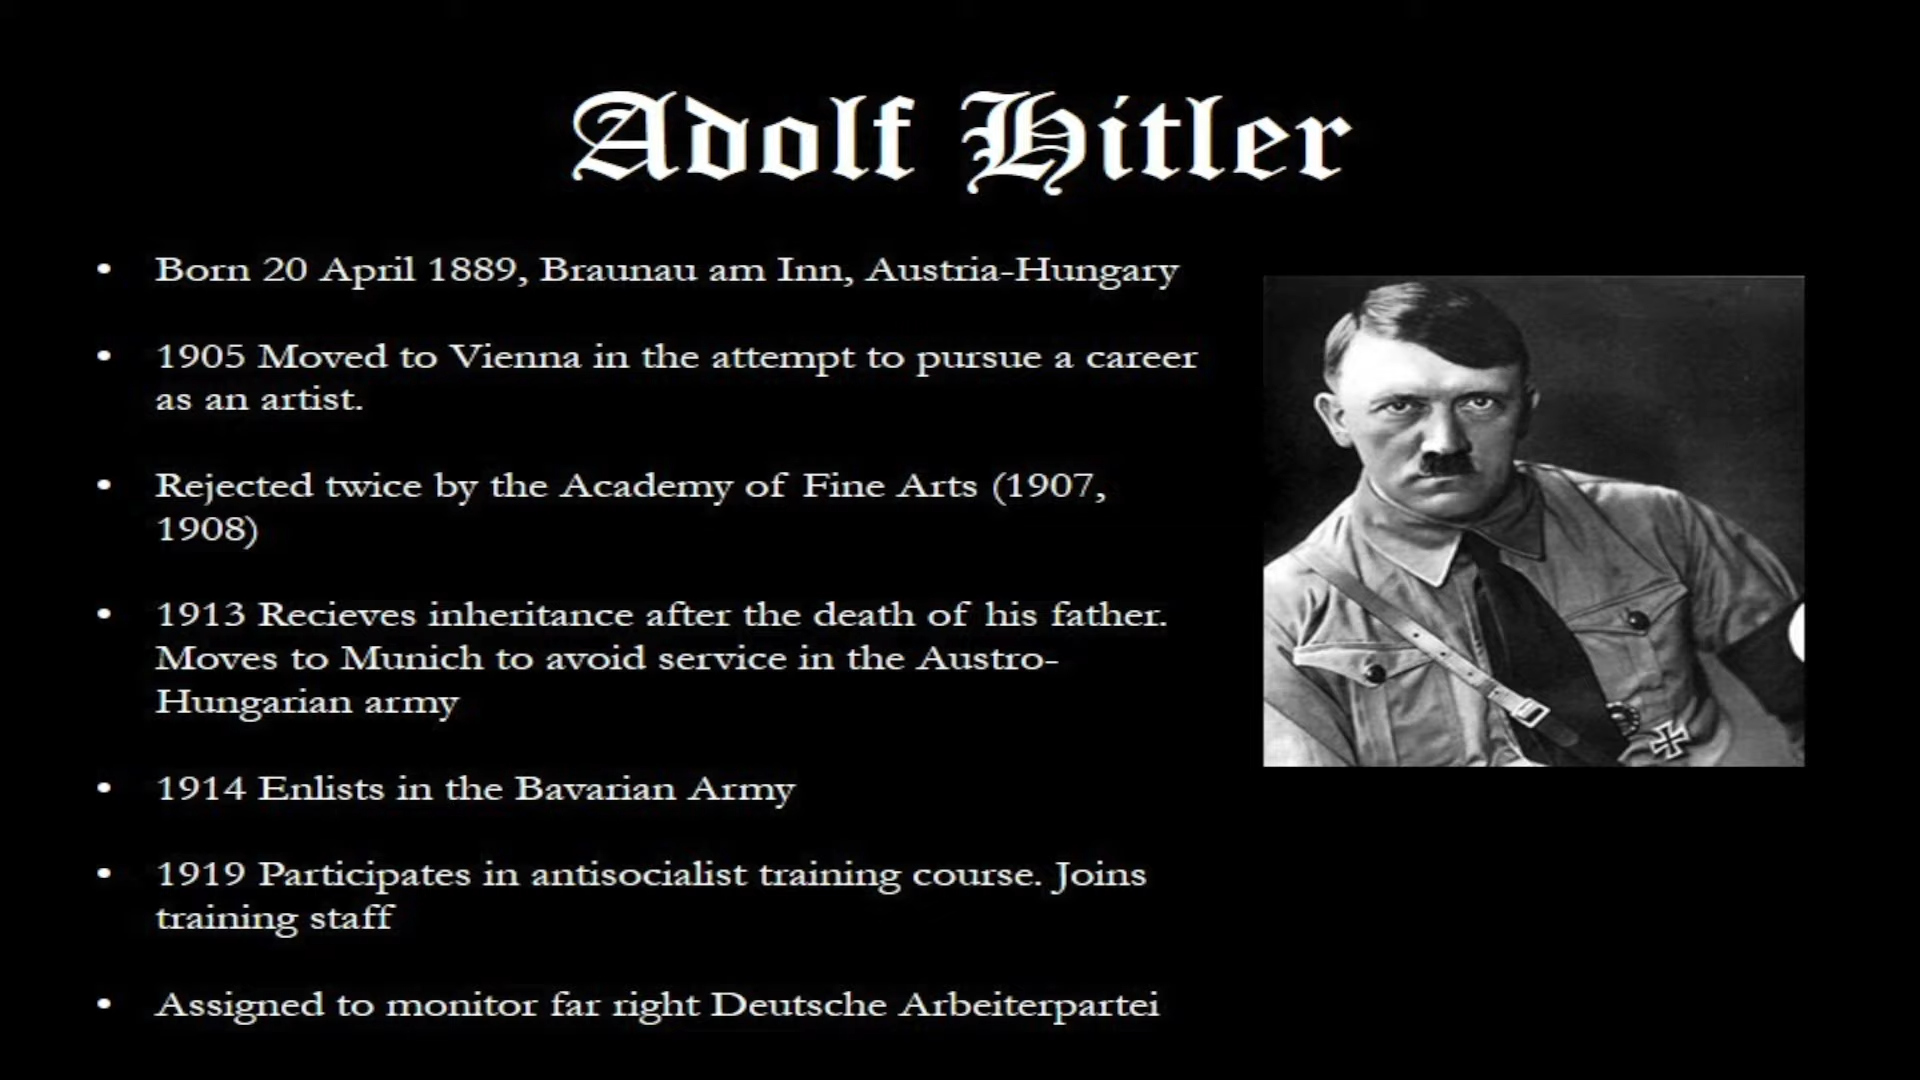 Adolf Hitler
• Born 20 April 1889, Braunau am Inn, Austria-Hungary
• 1905 Moved to Vienna in the attempt to pursue a career
as an artist.
• Rejected twice by the Academy of Fine Arts (1907,
1908)
• 1913 Recieves inheritance after the death of his father.
Moves to Munich to avoid service in the Austro-
Hungarian army
• 1914 Enlists in the Bavarian Army
• 1919 Participates in antisocialist training course. Joins
training staff
• Assigned to monitor far right Deutsche Arbeiterpartei